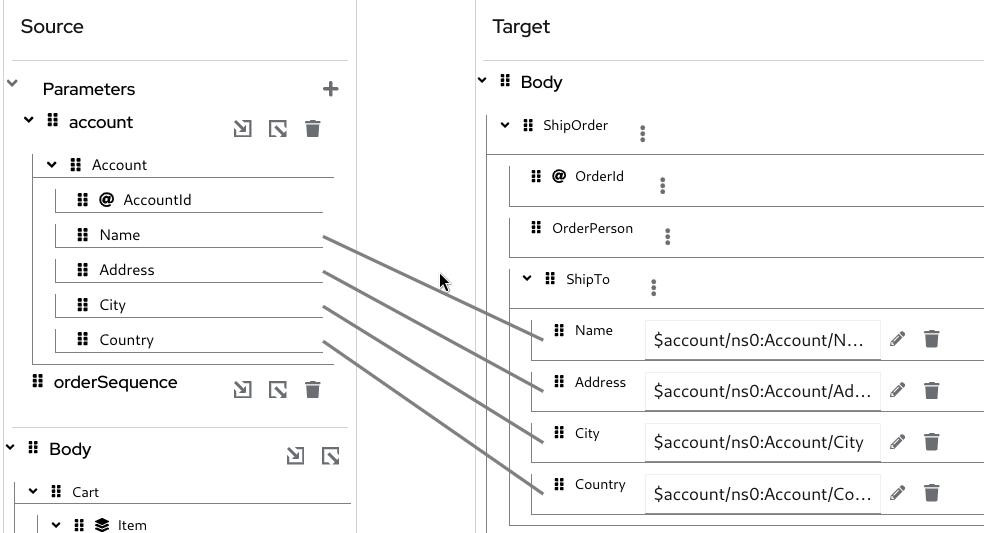 Source
Parameters
account
Account
@ AccountId
Name
Address
City
Country
orderSequence
Body
Cart
Item
Target
Body
ShipOrder
@ OrderId
OrderPerson
ShipTo
Name $account/ns0:Account/N...
Address $account/ns0:Account/Ad...
City $account/ns0:Account/City
Country $account/ns0:Account/Co...